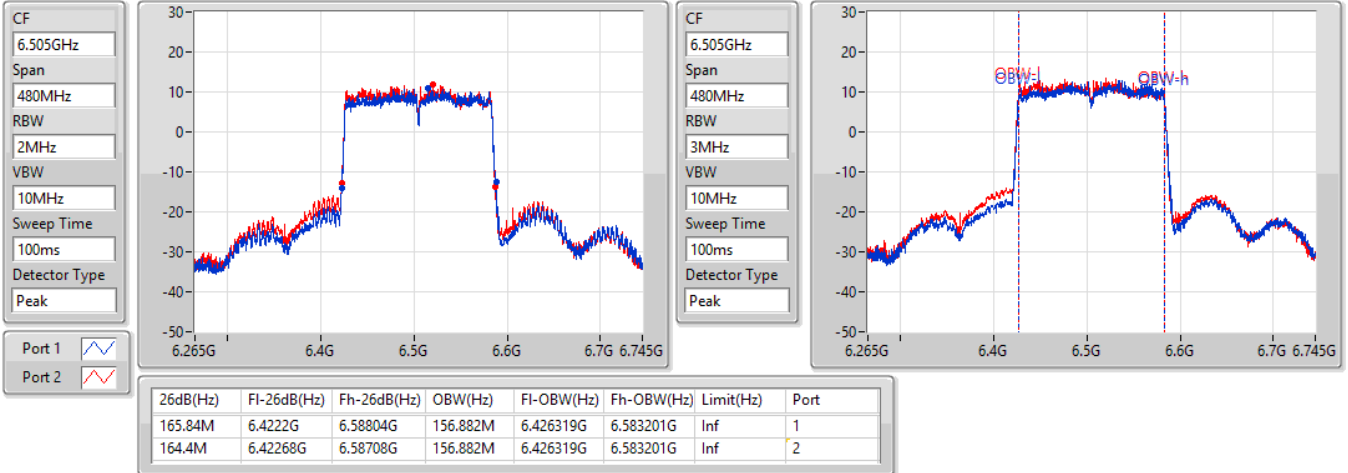 CF
6.505GHz
Span
480MHz
RBW
2MHz
VBW
10MHz
Sweep Time
100ms
Detector Type
Peak
Port 1
Port 2
30
20
10
0
-10
-20
-30
-40
-50
6.265G 6.4G 6.5G 6.6G 6.7G 6.745G
CF
6.505GHz
Span
480MHz
RBW
3MHz
VBW
10MHz
Sweep Time
100ms
Detector Type
Peak
30
20
10
0
-10
-20
-30
-40
-50
OBW-l OBW-h
6.265G 6.4G 6.5G 6.6G 6.7G 6.745G
26dB(Hz) Fl-26dB(Hz) Fh-26dB(Hz) OBW(Hz) Fl-OBW(Hz) Fh-OBW(Hz) Limit(Hz) Port
165.84M 6.4222G 6.58804G 156.882M 6.426319G 6.583201G Inf 1
164.4M 6.42268G 6.58708G 156.882M 6.426319G 6.583201G Inf 2